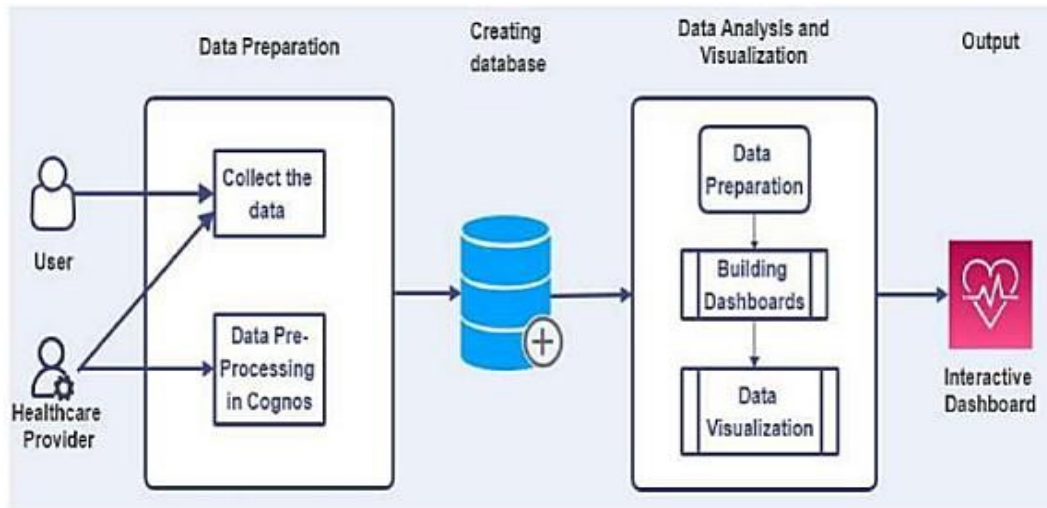 Data Preparation
Creating
database
Data Analysis and
Visualization
Output
User
Healthcare
Provider
Collect the
data
Data Pre-
Processing
in Cognos
Data
Preparation
Building
Dashboards
Data
Visualization
Interactive
Dashboard